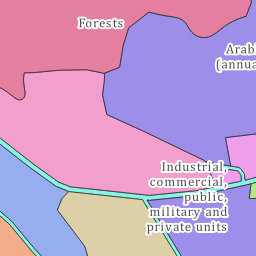 Forests
Arab
(annua
Industrial,
commercial,
public,
military and
private units